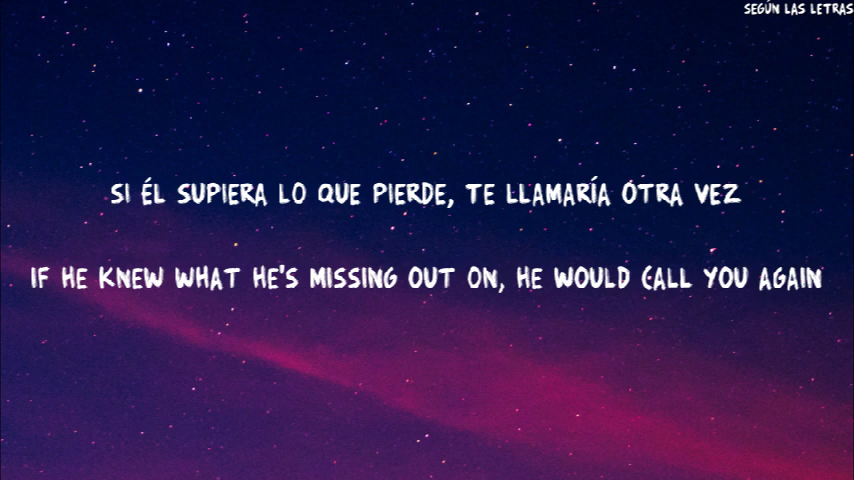 SEGÚN LAS LETRAS
SI ÉL SUPIERA LO QUE PIERDE, TE LLAMARÍA OTRA VEZ
IF HE KNEW WHAT HE'S MISSING OUT ON, HE WOULD CALL YOU AGAIN